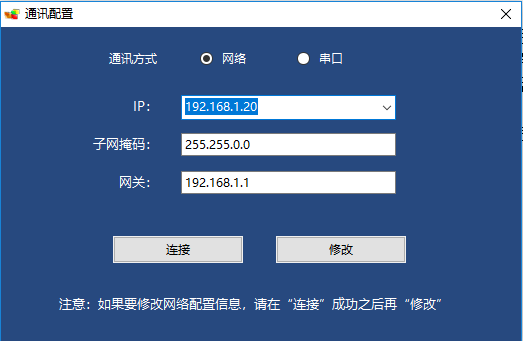 通讯配置
通讯方式 网络 串口
IP： 192.168.1.20
子网掩码： 255.255.0.0
网关： 192.168.1.1
连接 修改
注意：如果要修改网络配置信息，请在“连接”成功之后再“修改”